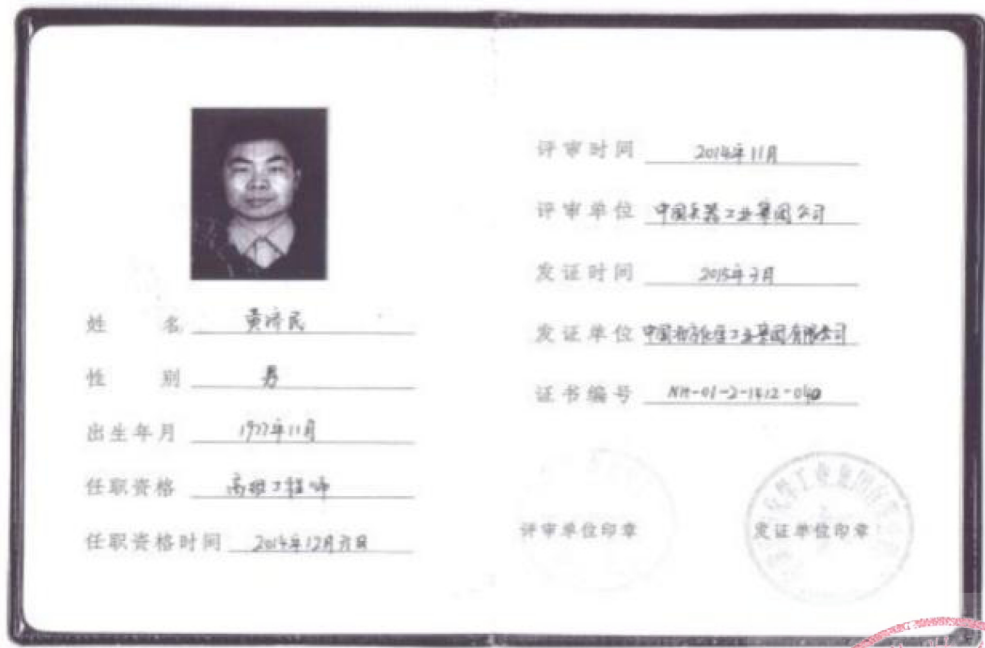 姓 名 黄济民
性 别 男
出生年月 1977年11月
任职资格 高级工程师
任职资格时间 2014年12月六日
评审时间 2014年11月
评审单位 中国兵器工业集团公司
发证时间 2015年3月
发证单位 中国北方化学工业集团有限公司
证书编号 NH-01-2-1412-040
评审单位印章
发证单位印章